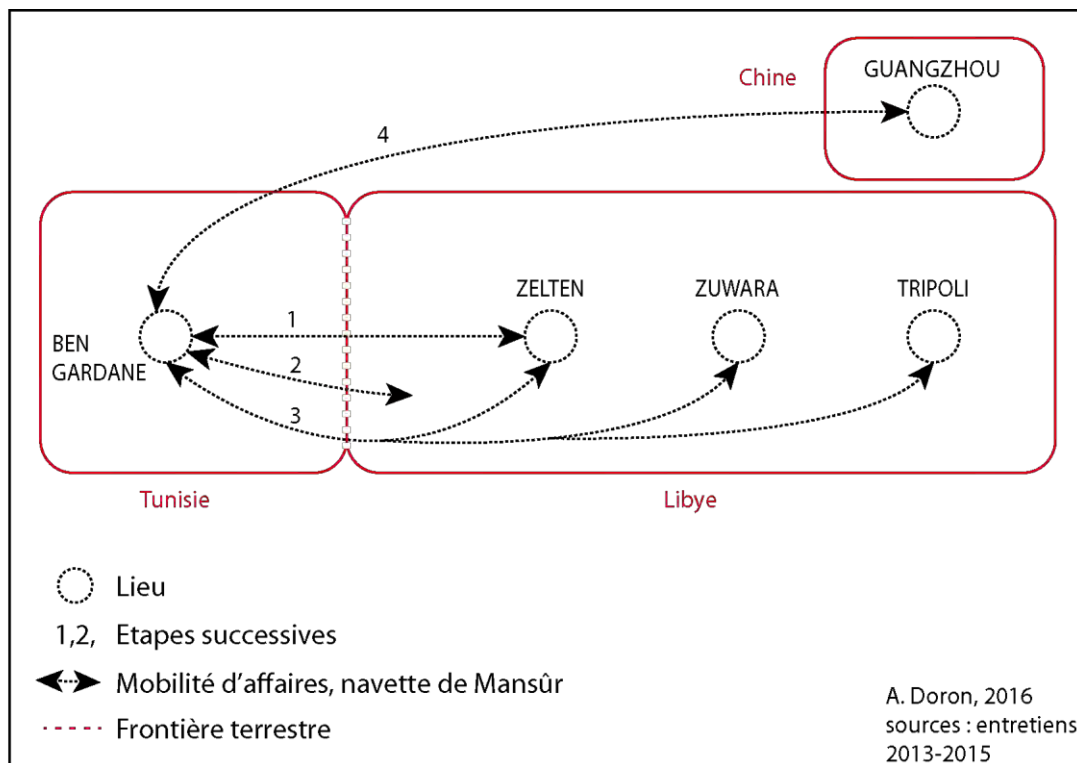 Chine
GUANGZHOU
4
ZELTEN
ZUWARA
TRIPOLI
1
BEN
GARDANE
2
3
Tunisie
Libye
Lieu
1,2, Etapes successives
Mobilité d'affaires, navette de Mansûr
Frontière terrestre
A. Doron, 2016
sources : entretiens
2013-2015